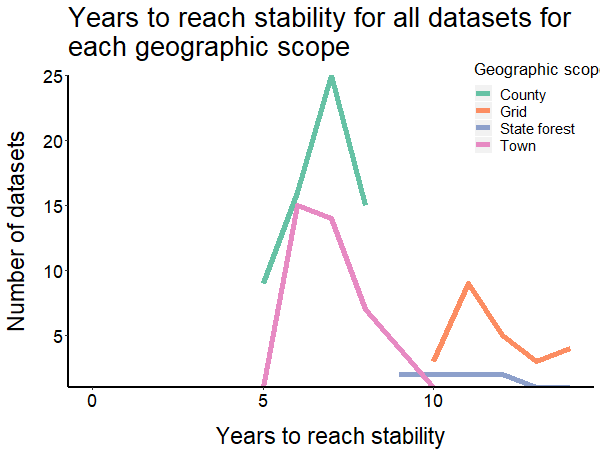 Years to reach stability for all datasets for
each geographic scope
Geographic scope
County
Grid
State forest
Town
Number of datasets
25
20
15
10
5
0
5
10
Years to reach stability